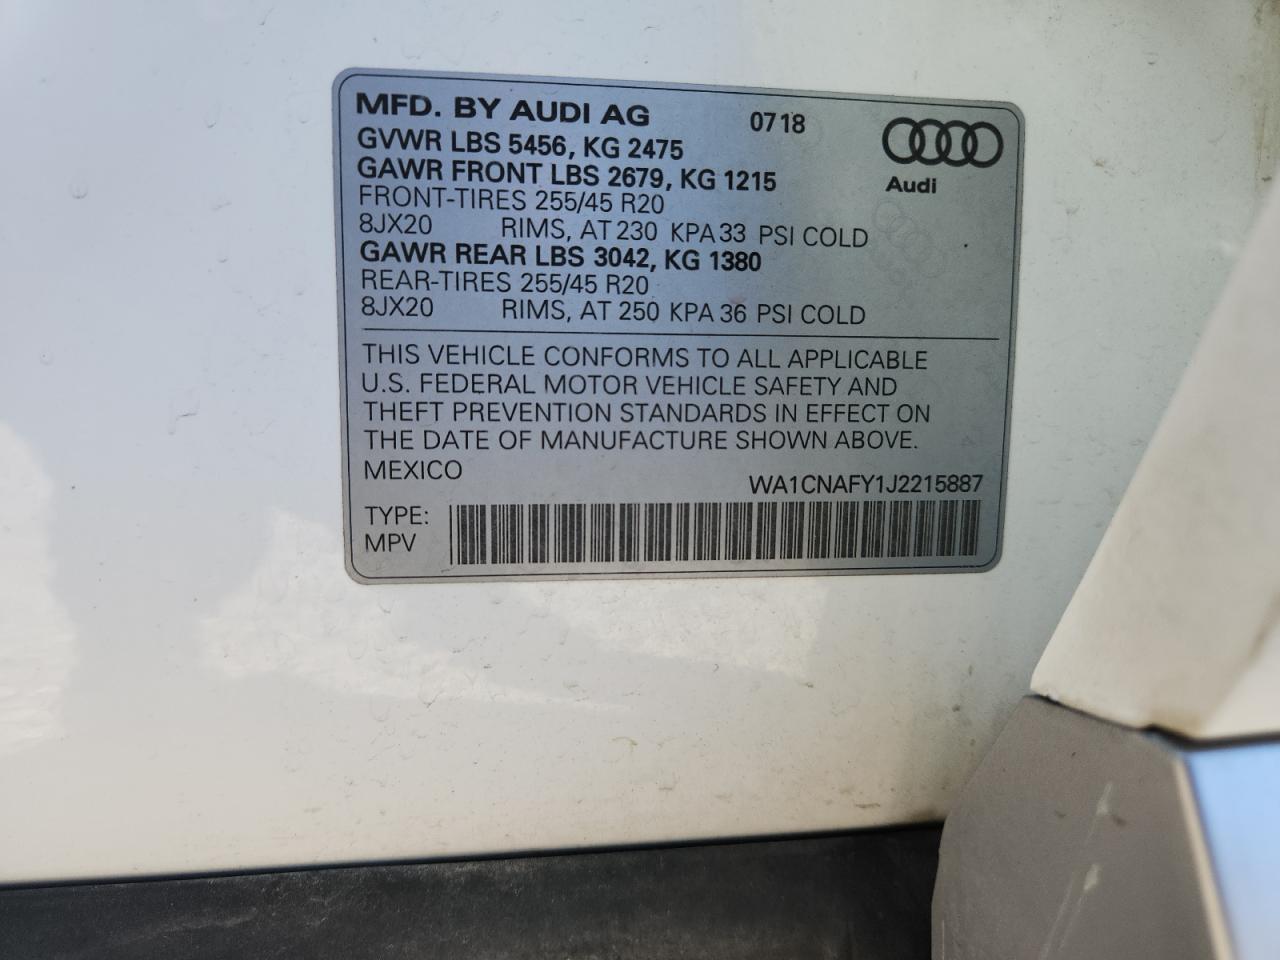 MFD. BY AUDI AG 0718
GVWR LBS 5456, KG 2475
GAWR FRONT LBS 2679, KG 1215
Audi
FRONT-TIRES 255/45 R20
8JX20 RIMS, AT 230 KPA 33 PSI COLD
GAWR REAR LBS 3042, KG 1380
REAR-TIRES 255/45 R20
8JX20 RIMS, AT 250 KPA 36 PSI COLD
THIS VEHICLE CONFORMS TO ALL APPLICABLE
U.S. FEDERAL MOTOR VEHICLE SAFETY AND
THEFT PREVENTION STANDARDS IN EFFECT ON
THE DATE OF MANUFACTURE SHOWN ABOVE.
MEXICO WA1CNAFY1J2215887
TYPE:
MPV